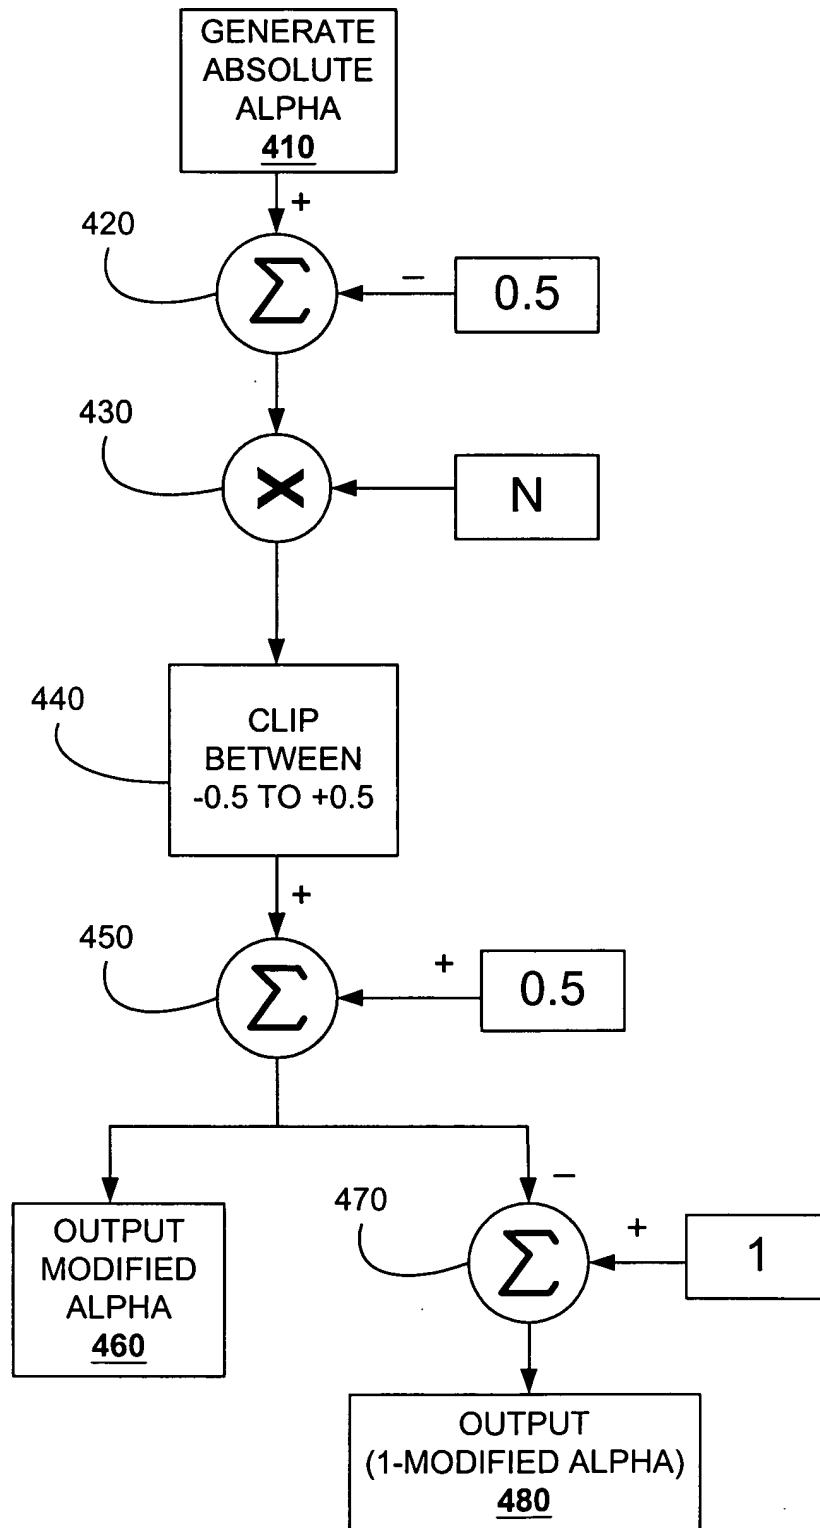 GENERATE
ABSOLUTE
ALPHA
410
+
420
Σ
–
0.5
430
X
N
440
CLIP
BETWEEN
-0.5 TO +0.5
+
450
Σ
+
0.5
–
OUTPUT
MODIFIED
ALPHA
460
470
Σ
+
1
OUTPUT
(1-MODIFIED ALPHA)
480